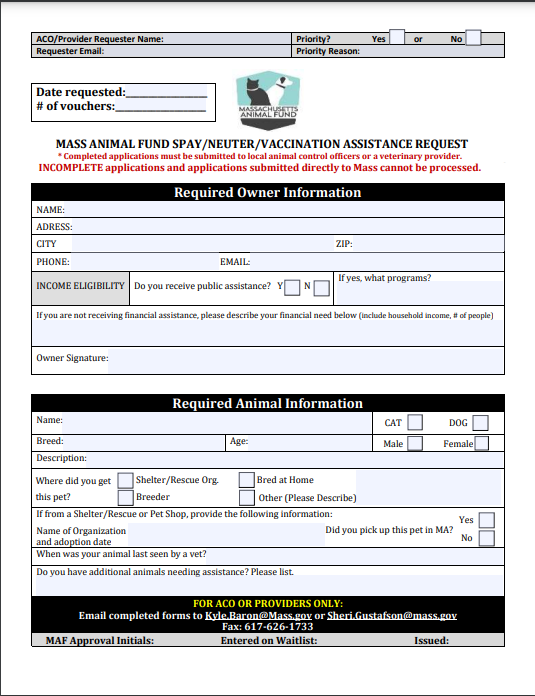 ACO/Provider Requester Name: Priority? Yes or No
Requester Email: Priority Reason:
Date requested:
# of vouchers:
MASSACHUSETTS
ANIMAL FUND
MASS ANIMAL FUND SPAY/NEUTER/VACCINATION ASSISTANCE REQUEST
* Completed applications must be submitted to local animal control officers or a veterinary provider.
INCOMPLETE applications and applications submitted directly to Mass cannot be processed.
Required Owner Information
NAME:
ADRESS:
CITY ZIP:
PHONE: EMAIL:
INCOME ELIGIBILITY Do you receive public assistance? Y N If yes, what programs?
If you are not receiving financial assistance, please describe your financial need below (include household income, # of people)
Owner Signature:
Required Animal Information
Name: CAT DOG
Breed: Age: Male Female
Description:
Where did you get Shelter/Rescue Org. Bred at Home
this pet? Breeder Other (Please Describe)
If from a Shelter/Rescue or Pet Shop, provide the following information:
Name of Organization
and adoption date
Did you pick up this pet in MA? Yes
No
When was your animal last seen by a vet?
Do you have additional animals needing assistance? Please list.
FOR ACO OR PROVIDERS ONLY:
Email completed forms to Kyle.Baron@Mass.gov or Sheri.Gustafson@mass.gov
Fax: 617-626-1733
MAF Approval Initials: Entered on Waitlist: Issued: